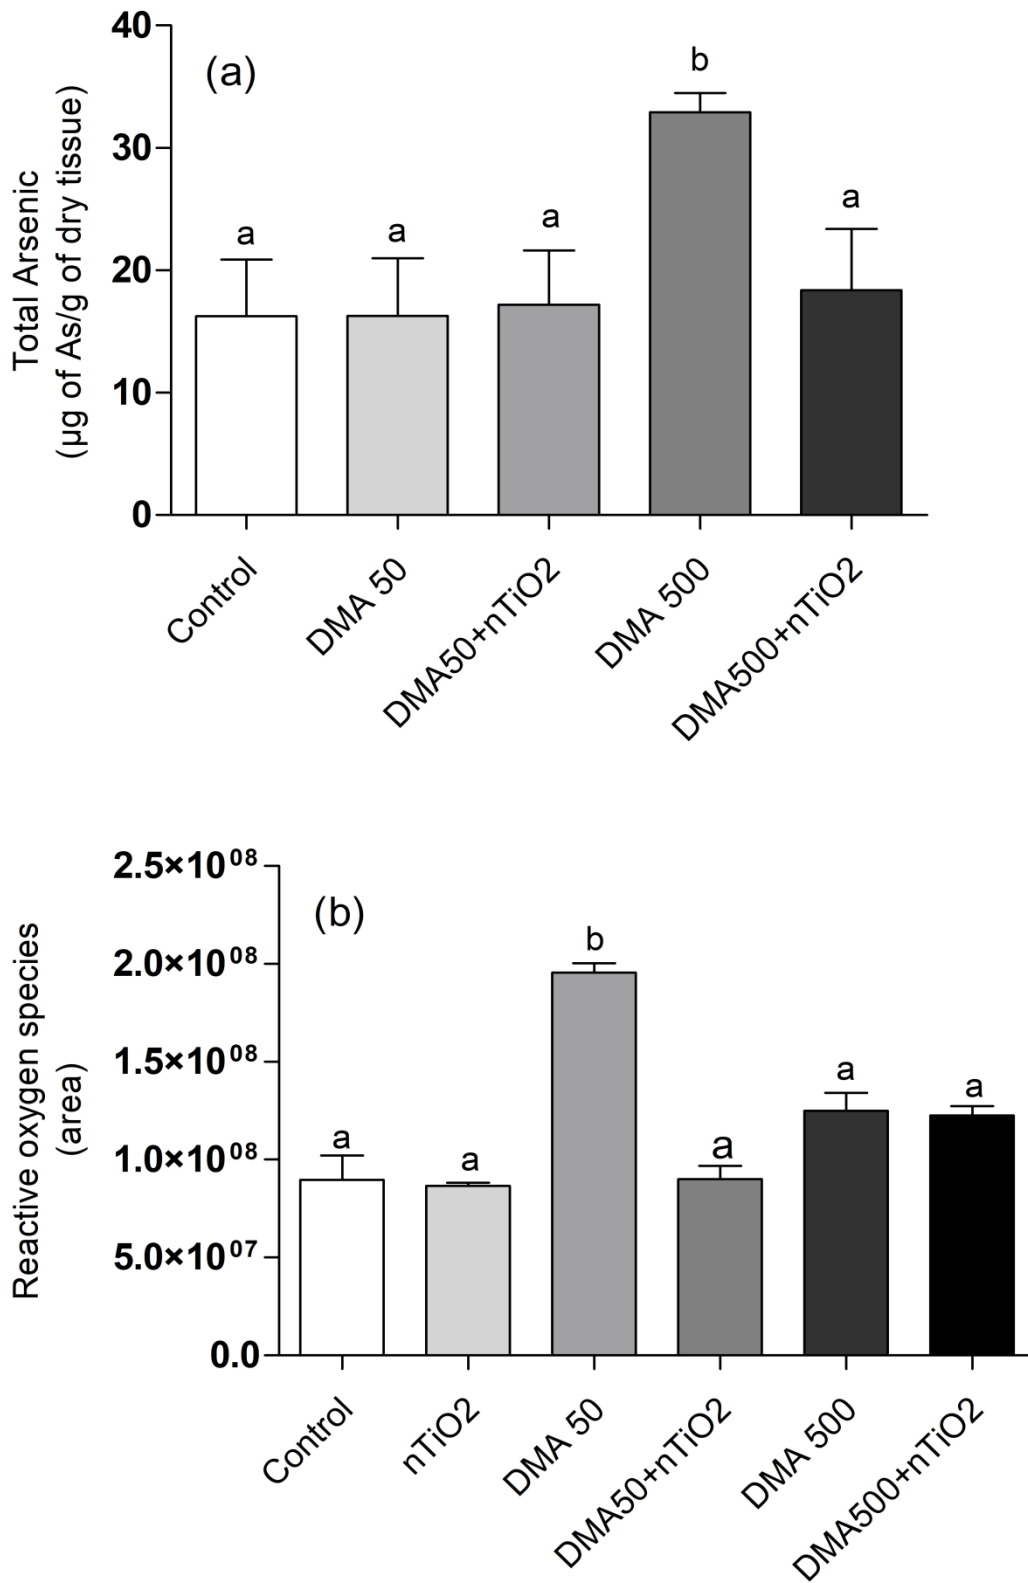 40
(a)
b
30
Total Arsenic
(µg of As/g of dry tissue)
a
a
a
a
20
10
0
Control
DMA 50
DMA50+nTiO2
DMA 500
DMA500+nTiO2
2.5×10⁰⁸
(b)
b
2.0×10⁰⁸
Reactive oxygen species
(area)
1.5×10⁰⁸
a
a
a
a
a
1.0×10⁰⁸
5.0×10⁰⁷
0.0
Control
nTiO2
DMA 50
DMA50+nTiO2
DMA 500
DMA500+nTiO2